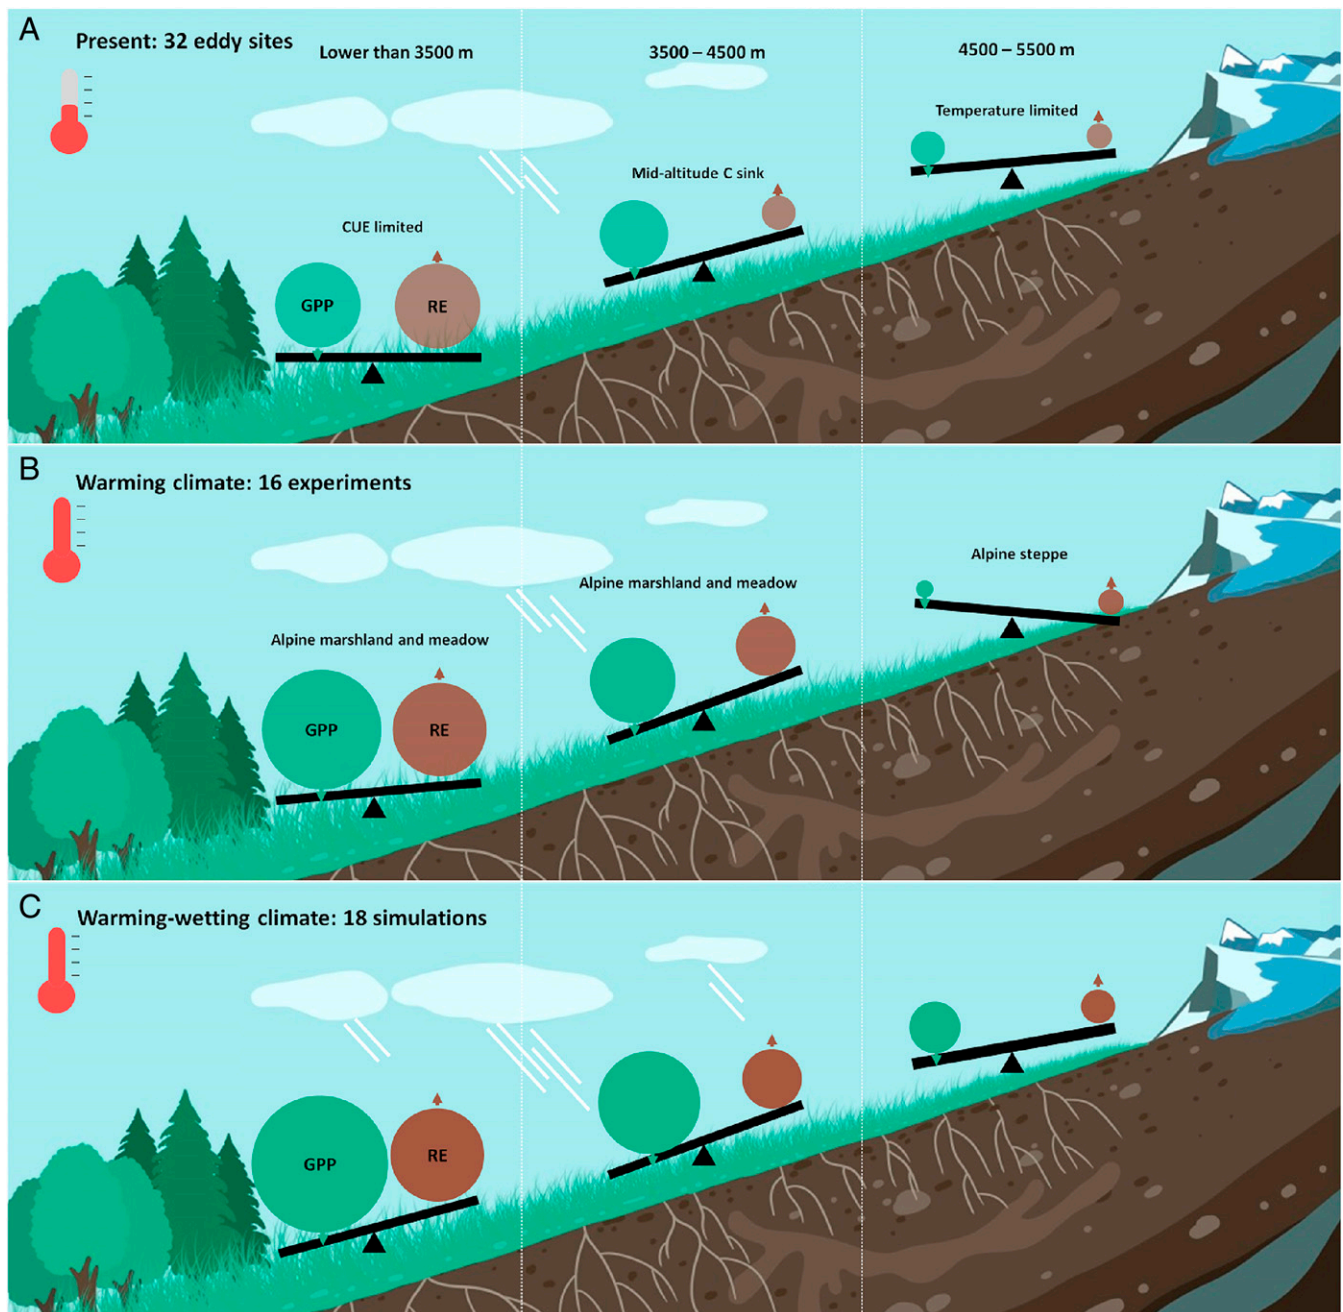 A
Present: 32 eddy sites
Lower than 3500 m
3500 – 4500 m
4500 – 5500 m
Temperature limited
Mid-altitude C sink
CUE limited
GPP
RE
B
Warming climate: 16 experiments
Alpine steppe
Alpine marshland and meadow
Alpine marshland and meadow
GPP
RE
C
Warming-wetting climate: 18 simulations
GPP
RE